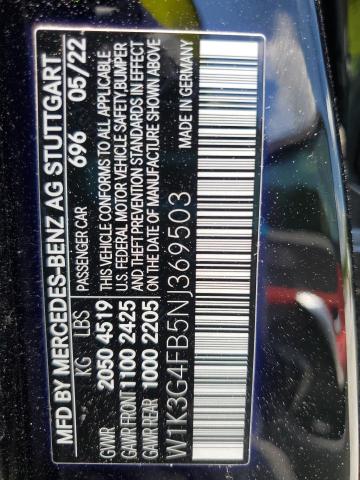 MFD BY MERCEDES-BENZ AG STUTTGART
PASSENGER CAR 696 05/22
KG LBS
GVWR 2050 4519
GAWR FRONT 1100 2425
GAWR REAR 1000 2205
THIS VEHICLE CONFORMS TO ALL APPLICABLE
U.S. FEDERAL MOTOR VEHICLE SAFETY/BUMPER
AND THEFT PREVENTION STANDARDS IN EFFECT
ON THE DATE OF MANUFACTURE SHOWN ABOVE
W1K3G4FB5NJ369503
MADE IN GERMANY